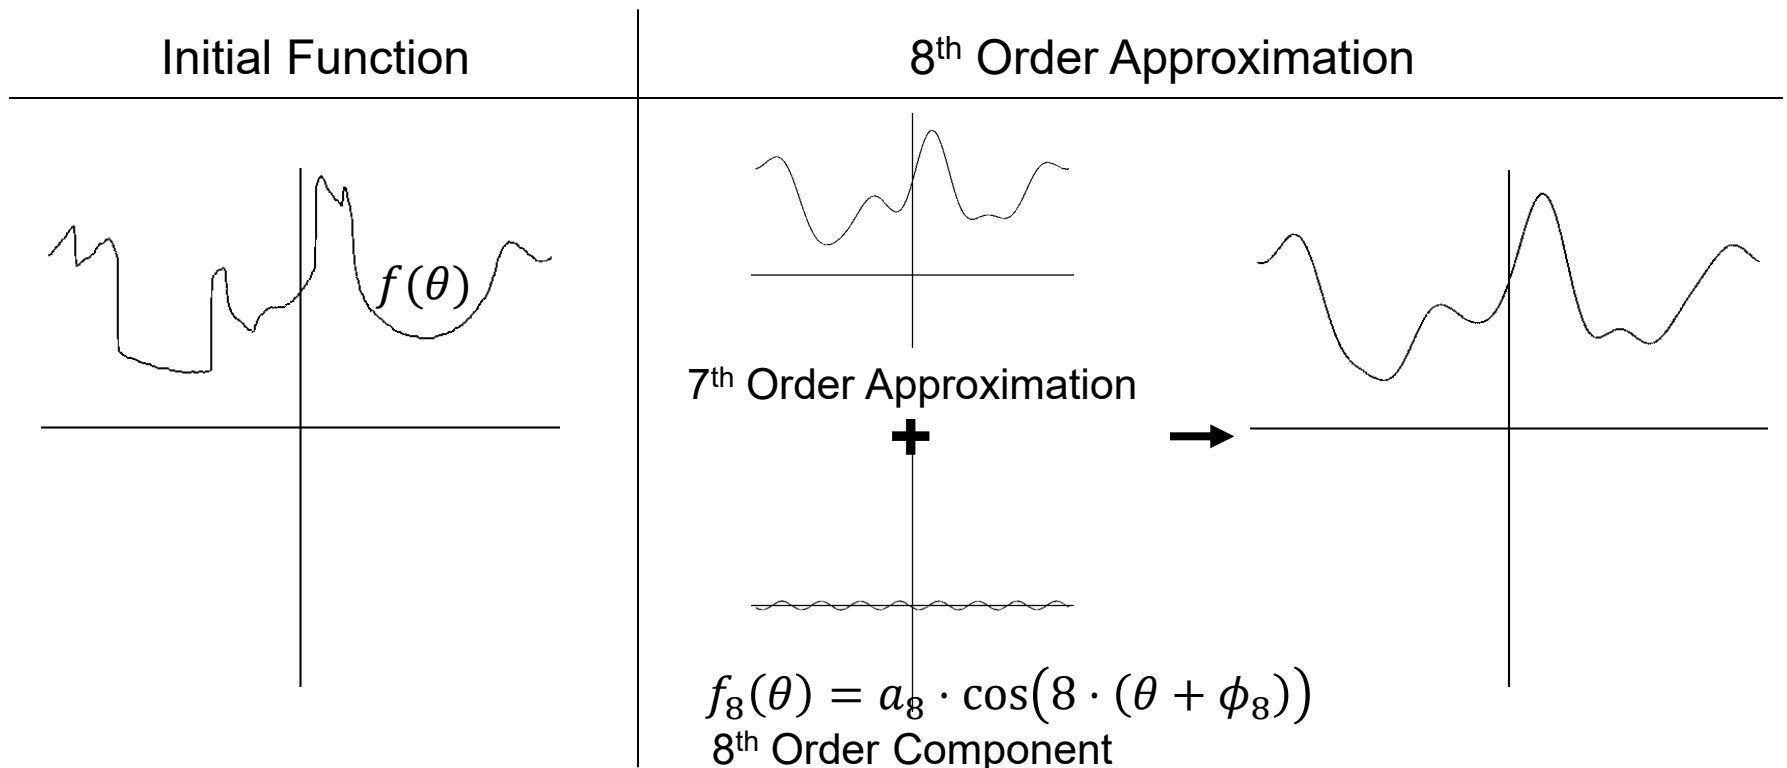 Initial Function
8th Order Approximation
f(θ)
7th Order Approximation
+
f₈(θ) = a₈ · cos(8 · (θ + ϕ₈))
8th Order Component